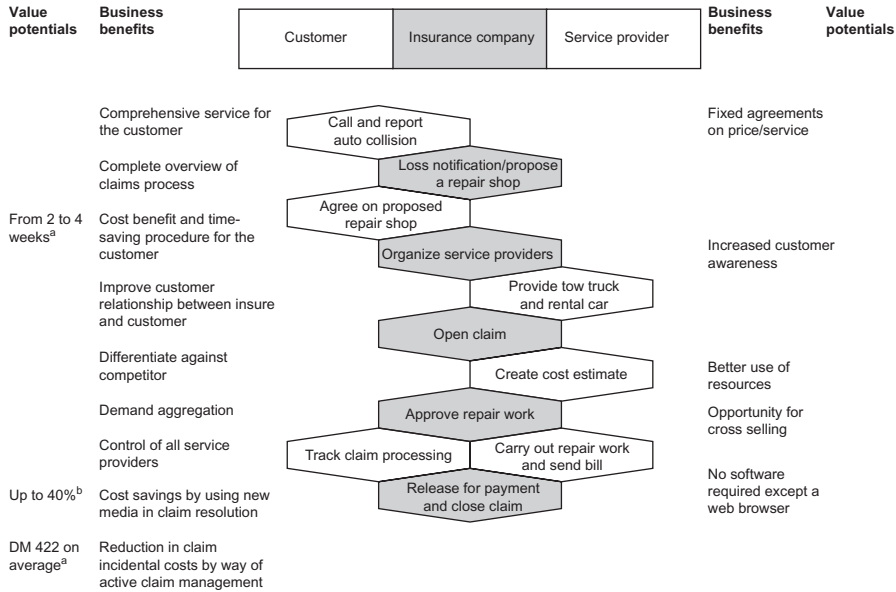 Value
potentials
Business
benefits
Customer
Insurance company
Service provider
Business
benefits
Value
potentials
Comprehensive service for
the customer
Call and report
auto collision
Fixed agreements
on price/service
Complete overview of
claims process
Loss notification/propose
a repair shop
Agree on proposed
repair shop
From 2 to 4
weeksa
Cost benefit and time-
saving procedure for the
customer
Organize service providers
Increased customer
awareness
Improve customer
relationship between insure
and customer
Provide tow truck
and rental car
Open claim
Differentiate against
competitor
Create cost estimate
Better use of
resources
Demand aggregation
Approve repair work
Opportunity for
cross selling
Control of all service
providers
Track claim processing
Carry out repair work
and send bill
No software
required except a
web browser
Up to 40%b
Cost savings by using new
media in claim resolution
Release for payment
and close claim
DM 422 on
averagea
Reduction in claim
incidental costs by way of
active claim management